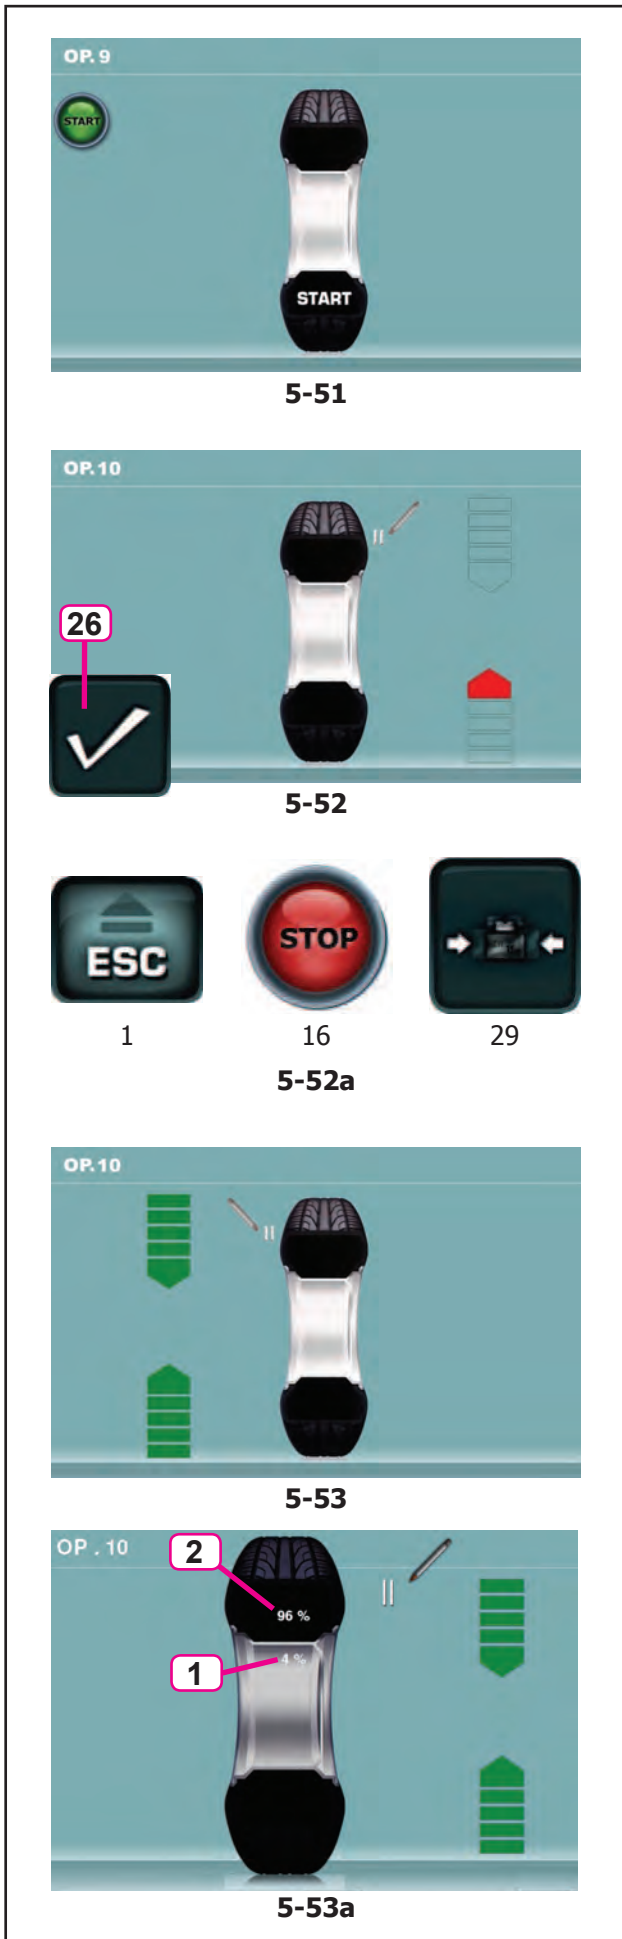 OP. 9
START
START
5-51
OP.10
26
5-52
ESC
STOP
1
16
29
5-52a
OP.10
5-53
OP . 10
2
96 %
4 %
1
5-53a